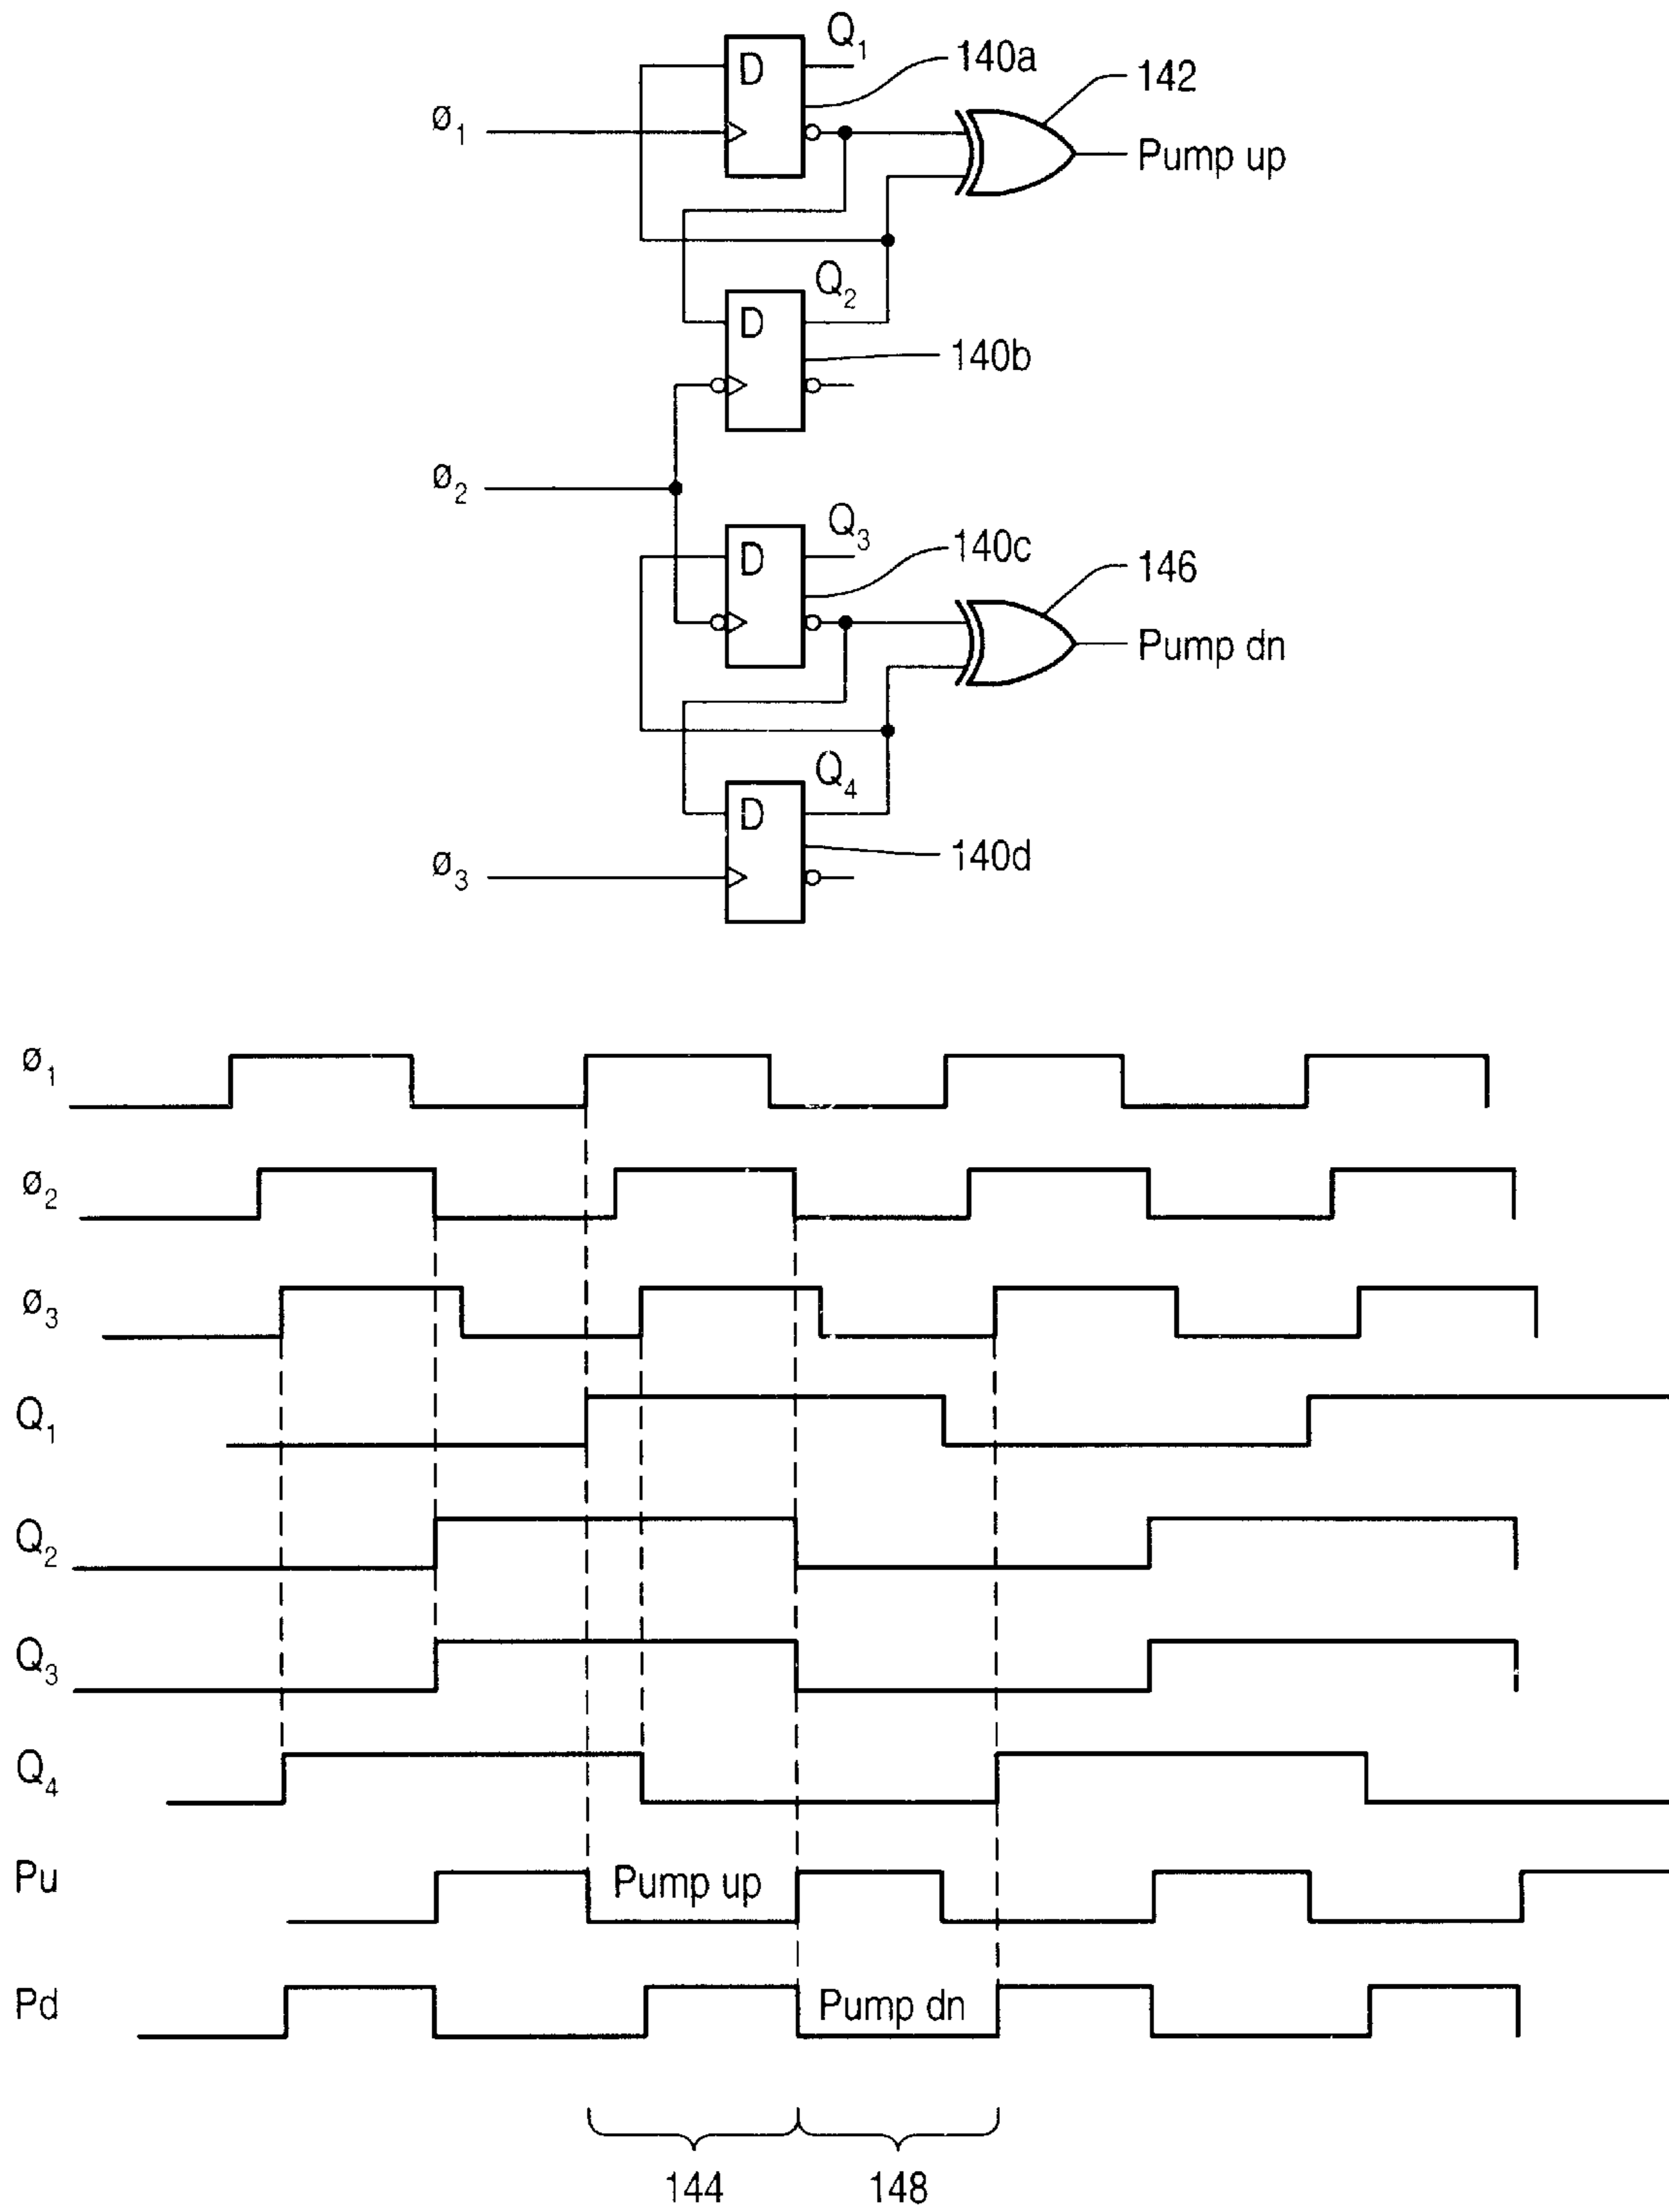 Q1
D
140a
142
ø1
Pump up
Q2
D
140b
ø2
Q3
D
140c
146
Pump dn
Q4
D
140d
ø3
ø1
ø2
ø3
Q1
Q2
Q3
Q4
Pu
Pump up
Pd
Pump dn
144
148